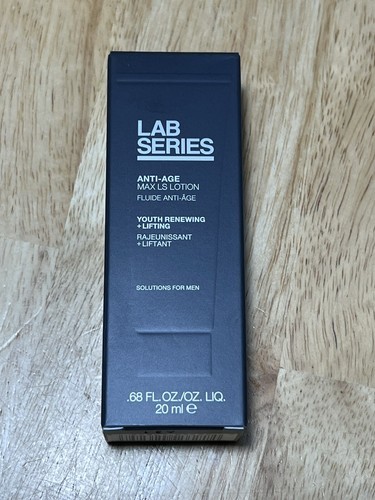 LAB
SERIES
ANTI-AGE
MAX LS LOTION
FLUIDE ANTI-ÂGE
YOUTH RENEWING
+LIFTING
RAJEUNISSANT
+LIFTANT
SOLUTIONS FOR MEN
.68 FL.OZ./OZ. LIQ.
20 ml ℮